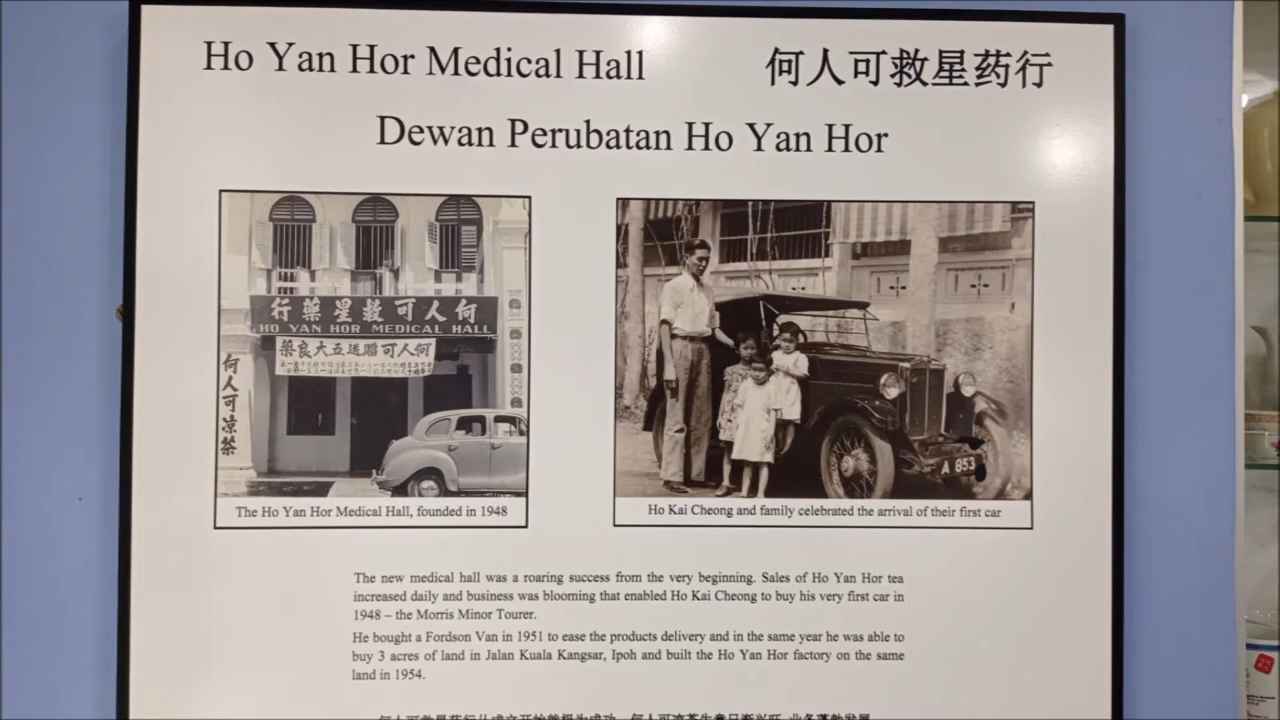 Ho Yan Hor Medical Hall 何人可救星药行
Dewan Perubatan Ho Yan Hor
行藥星救可人何
HO YAN HOR MEDICAL HALL
藥良大五送贈可人何
何人可涼茶
A 853
The Ho Yan Hor Medical Hall, founded in 1948
Ho Kai Cheong and family celebrated the arrival of their first car
The new medical hall was a roaring success from the very beginning. Sales of Ho Yan Hor tea
increased daily and business was blooming that enabled Ho Kai Cheong to buy his very first car in
1948 – the Morris Minor Tourer.
He bought a Fordson Van in 1951 to ease the products delivery and in the same year he was able to
buy 3 acres of land in Jalan Kuala Kangsar, Ipoh and built the Ho Yan Hor factory on the same
land in 1954.